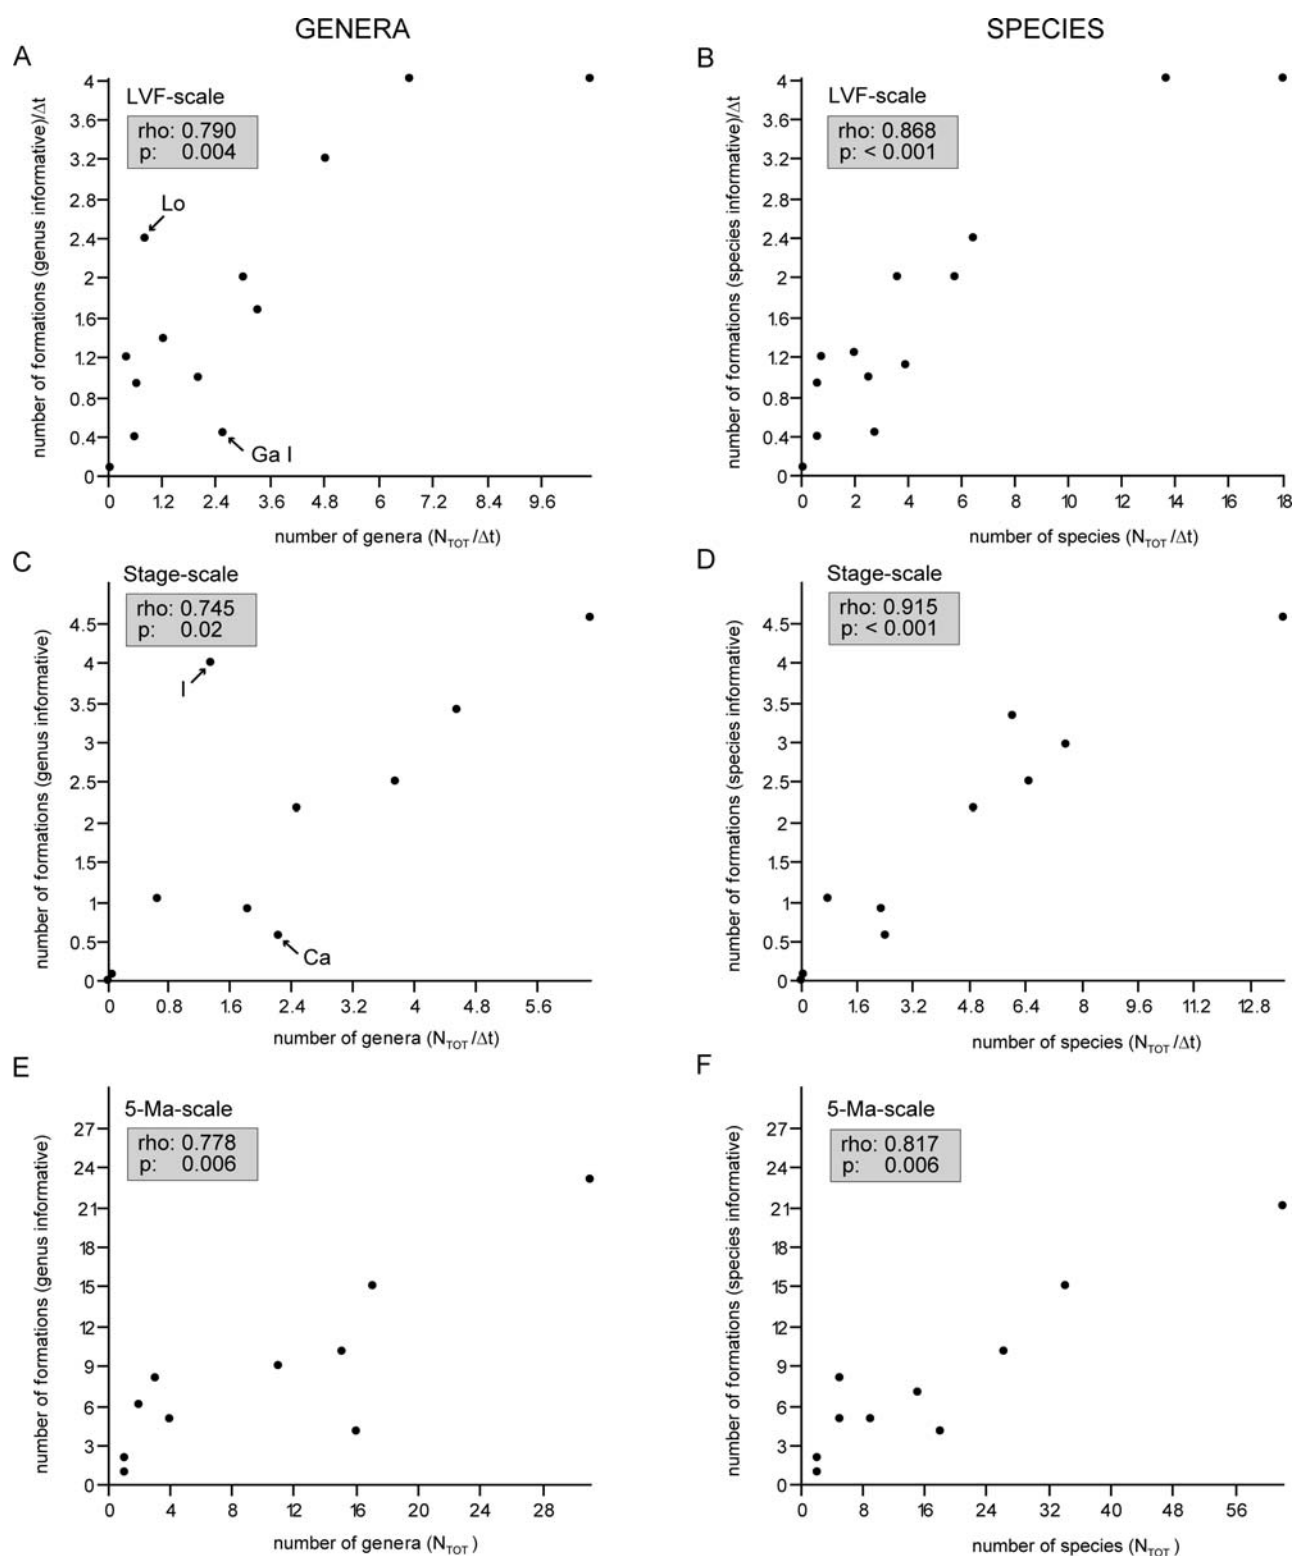 GENERA
SPECIES
A
LVF-scale
rho: 0.790
p: 0.004
number of formations (genus informative)/Δt
4
3.6
3.2
2.8
2.4
2
1.6
1.2
0.8
0.4
0
Lo
Ga I
0 1.2 2.4 3.6 4.8 6 7.2 8.4 9.6
number of genera (NTOT/Δt)
B
LVF-scale
rho: 0.868
p: < 0.001
number of formations (species informative)/Δt
4
3.6
3.2
2.8
2.4
2
1.6
1.2
0.8
0.4
0
0 2 4 6 8 10 12 14 16 18
number of species (NTOT/Δt)
C
Stage-scale
rho: 0.745
p: 0.02
number of formations (genus informative)
4.5
4
3.5
3
2.5
2
1.5
1
0.5
0
I
Ca
0 0.8 1.6 2.4 3.2 4 4.8 5.6
number of genera (NTOT/Δt)
D
Stage-scale
rho: 0.915
p: < 0.001
number of formations (species informative)
4.5
4
3.5
3
2.5
2
1.5
1
0.5
0
0 1.6 3.2 4.8 6.4 8 9.6 11.2 12.8
number of species (NTOT/Δt)
E
5-Ma-scale
rho: 0.778
p: 0.006
number of formations (genus informative)
27
24
21
18
15
12
9
6
3
0
0 4 8 12 16 20 24 28
number of genera (NTOT)
F
5-Ma-scale
rho: 0.817
p: 0.006
number of formations (species informative)
27
24
21
18
15
12
9
6
3
0
0 8 16 24 32 40 48 56
number of species (NTOT)